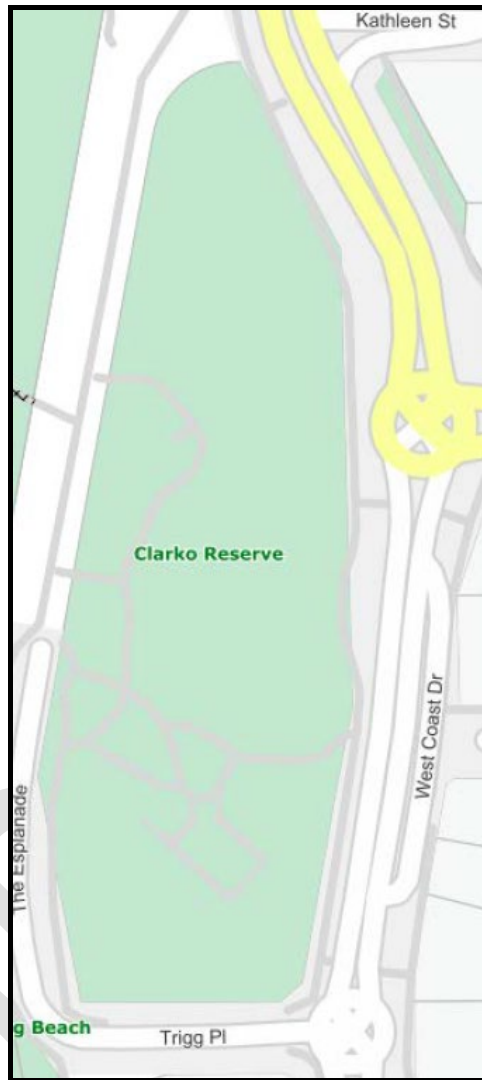 Kathleen St
Clarko Reserve
West Coast Dr
The Esplanade
g Beach
Trigg Pl